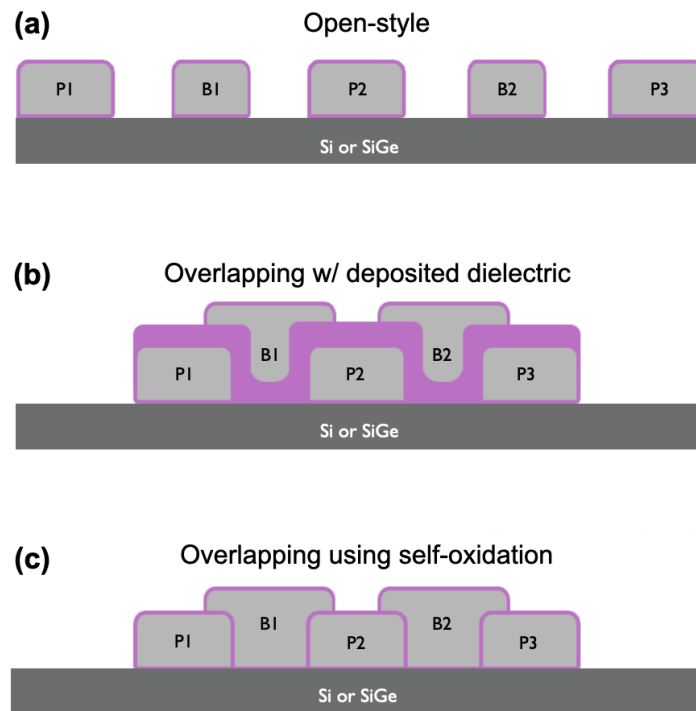 (a)
Open-style
P1 B1 P2 B2 P3
Si or SiGe
(b)
Overlapping w/ deposited dielectric
B1 B2
P1 P2 P3
Si or SiGe
(c)
Overlapping using self-oxidation
B1 B2
P1 P2 P3
Si or SiGe